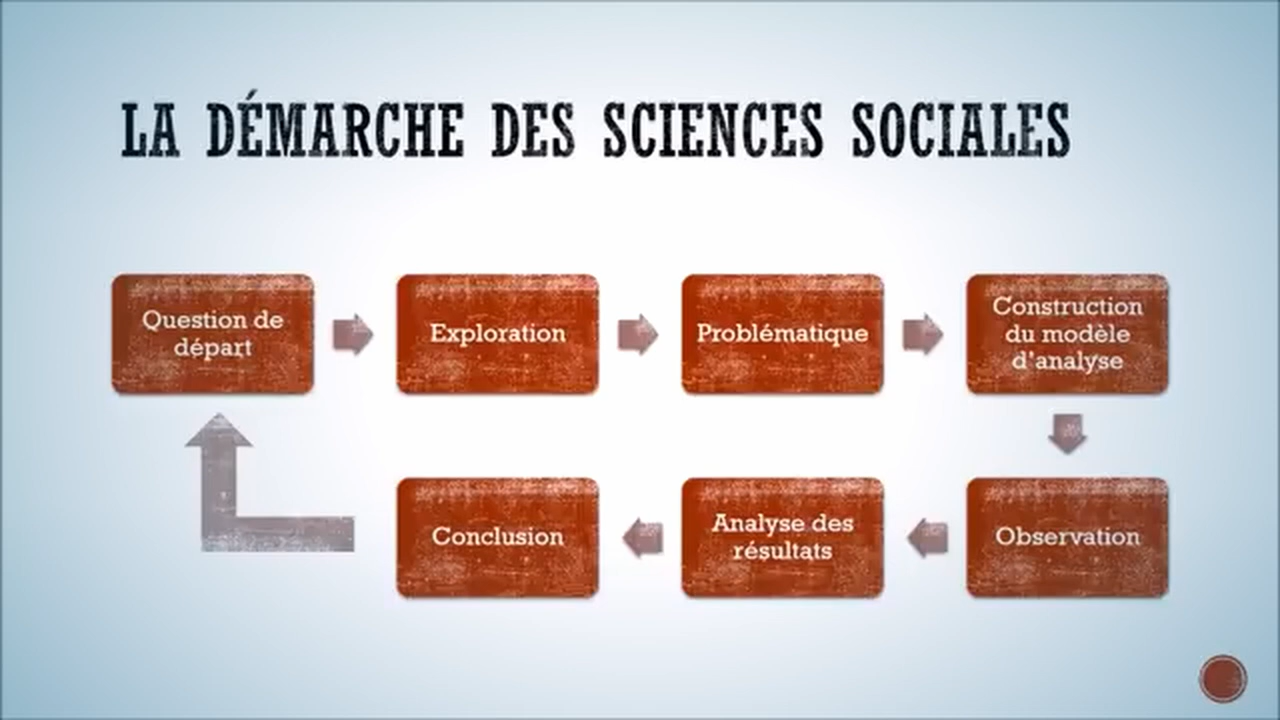 LA DÉMARCHE DES SCIENCES SOCIALES
Question de
départ
Exploration
Problématique
Construction
du modèle
d'analyse
Observation
Analyse des
résultats
Conclusion